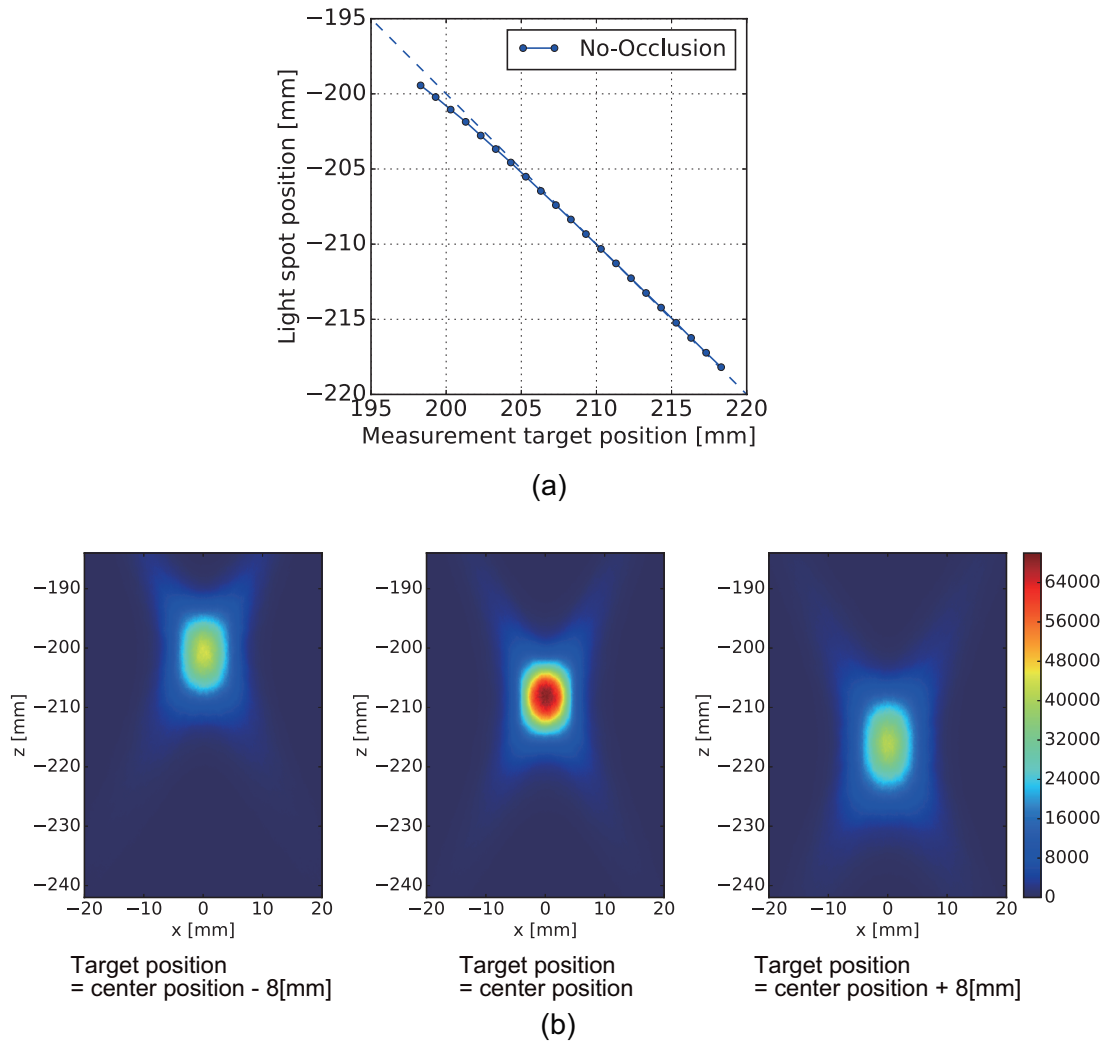 −195
No-Occlusion
−200
−205
−210
−215
−220
Light spot position [mm]
195 200 205 210 215 220
Measurement target position [mm]
(a)
−190 −190 −190 64000
−200 −200 −200 56000
48000
−210 −210 −210 40000
z [mm] z [mm] z [mm]
32000
−220 −220 −220 24000
−230 −230 −230 16000
8000
−240 −240 −240 0
−20 −10 0 10 20 −20 −10 0 10 20 −20 −10 0 10 20
x [mm] x [mm] x [mm]
Target position Target position Target position
= center position - 8[mm] = center position = center position + 8[mm]
(b)